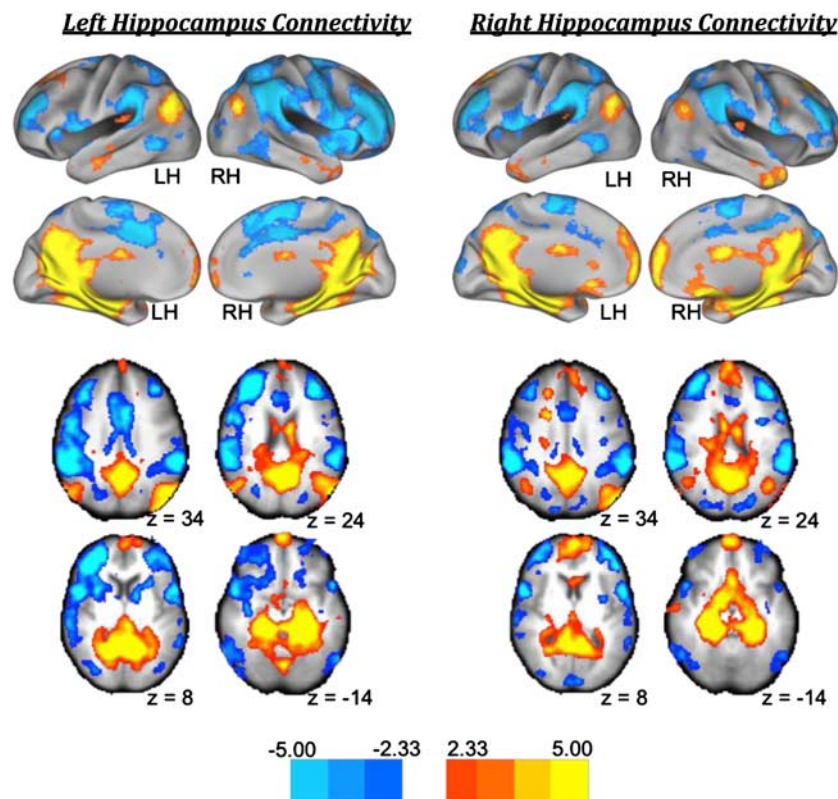 Left Hippocampus Connectivity
Right Hippocampus Connectivity
LH RH
LH RH
LH RH
LH RH
z = 34 z = 24
z = 34 z = 24
z = 8 z = -14
z = 8 z = -14
-5.00 -2.33 2.33 5.00